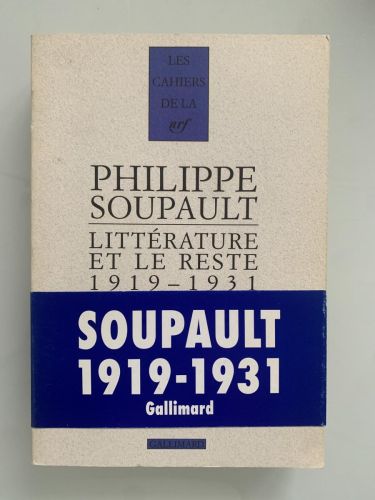 LES
CAHIERS
DE LA
nrf
PHILIPPE
SOUPAULT
LITTÉRATURE
ET LE RESTE
1919–1931
SOUPAULT
1919-1931
Gallimard
GALLIMARD